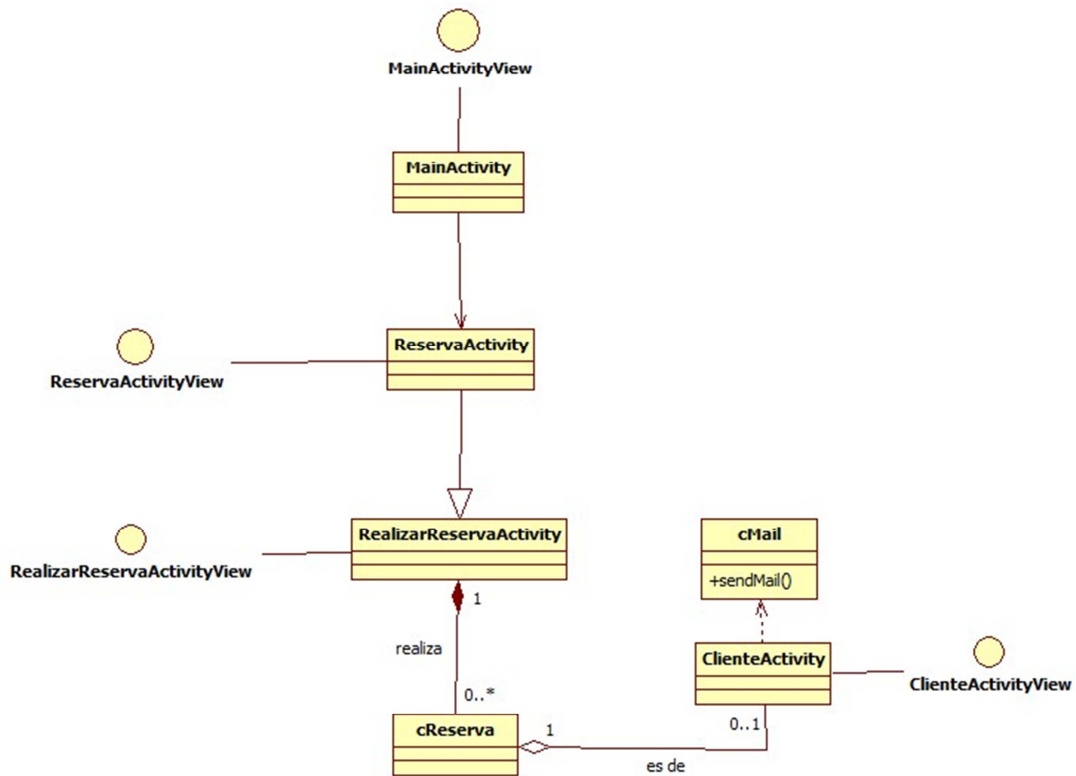 MainActivityView
MainActivity
ReservaActivity
ReservaActivityView
RealizarReservaActivity
RealizarReservaActivityView
cMail
+sendMail()
1
realiza
ClienteActivity
ClienteActivityView
0..*
cReserva
1
0..1
es de